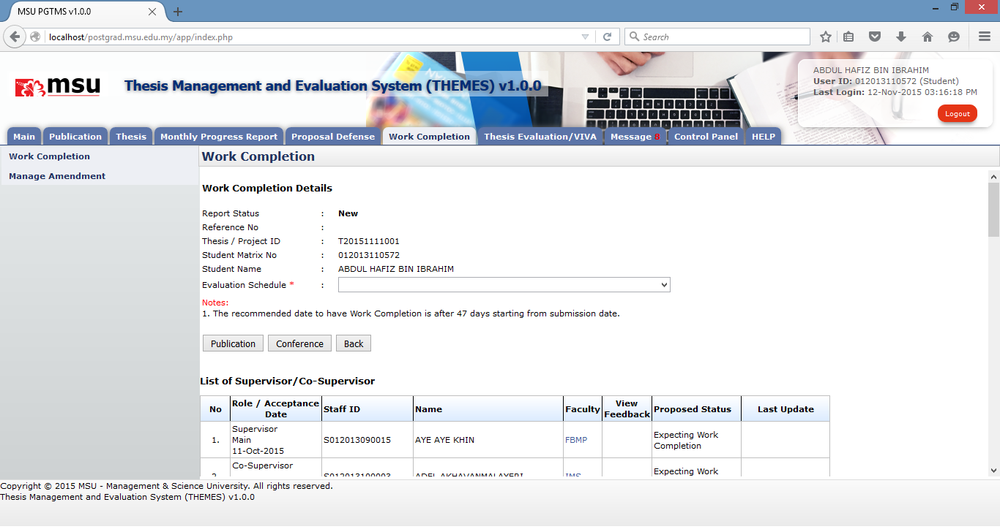 MSU PGTMS v1.0.0
localhost/postgrad.msu.edu.my/app/index.php
Search
msu
Thesis Management and Evaluation System (THEMES) v1.0.0
ABDUL HAFIZ BIN IBRAHIM
User ID: 012013110572 (Student)
Last Login: 12-Nov-2015 03:16:18 PM
Logout
Main Publication Thesis Monthly Progress Report Proposal Defense Work Completion Thesis Evaluation/VIVA Message 8 Control Panel HELP
Work Completion
Manage Amendment
Work Completion
Work Completion Details
Report Status : New
Reference No :
Thesis / Project ID : T20151111001
Student Matrix No : 012013110572
Student Name : ABDUL HAFIZ BIN IBRAHIM
Evaluation Schedule * :
Notes:
1. The recommended date to have Work Completion is after 47 days starting from submission date.
Publication Conference Back
List of Supervisor/Co-Supervisor
No Role / Acceptance Date Staff ID Name Faculty View Feedback Proposed Status Last Update
1. Supervisor Main 11-Oct-2015 S012013090015 AYE AYE KHIN FBMP Expecting Work Completion
2. Co-Supervisor S012013100003 ADEL AKHAVANMALAYERI IMS Expecting Work
Copyright © 2015 MSU - Management & Science University. All rights reserved.
Thesis Management and Evaluation System (THEMES) v1.0.0